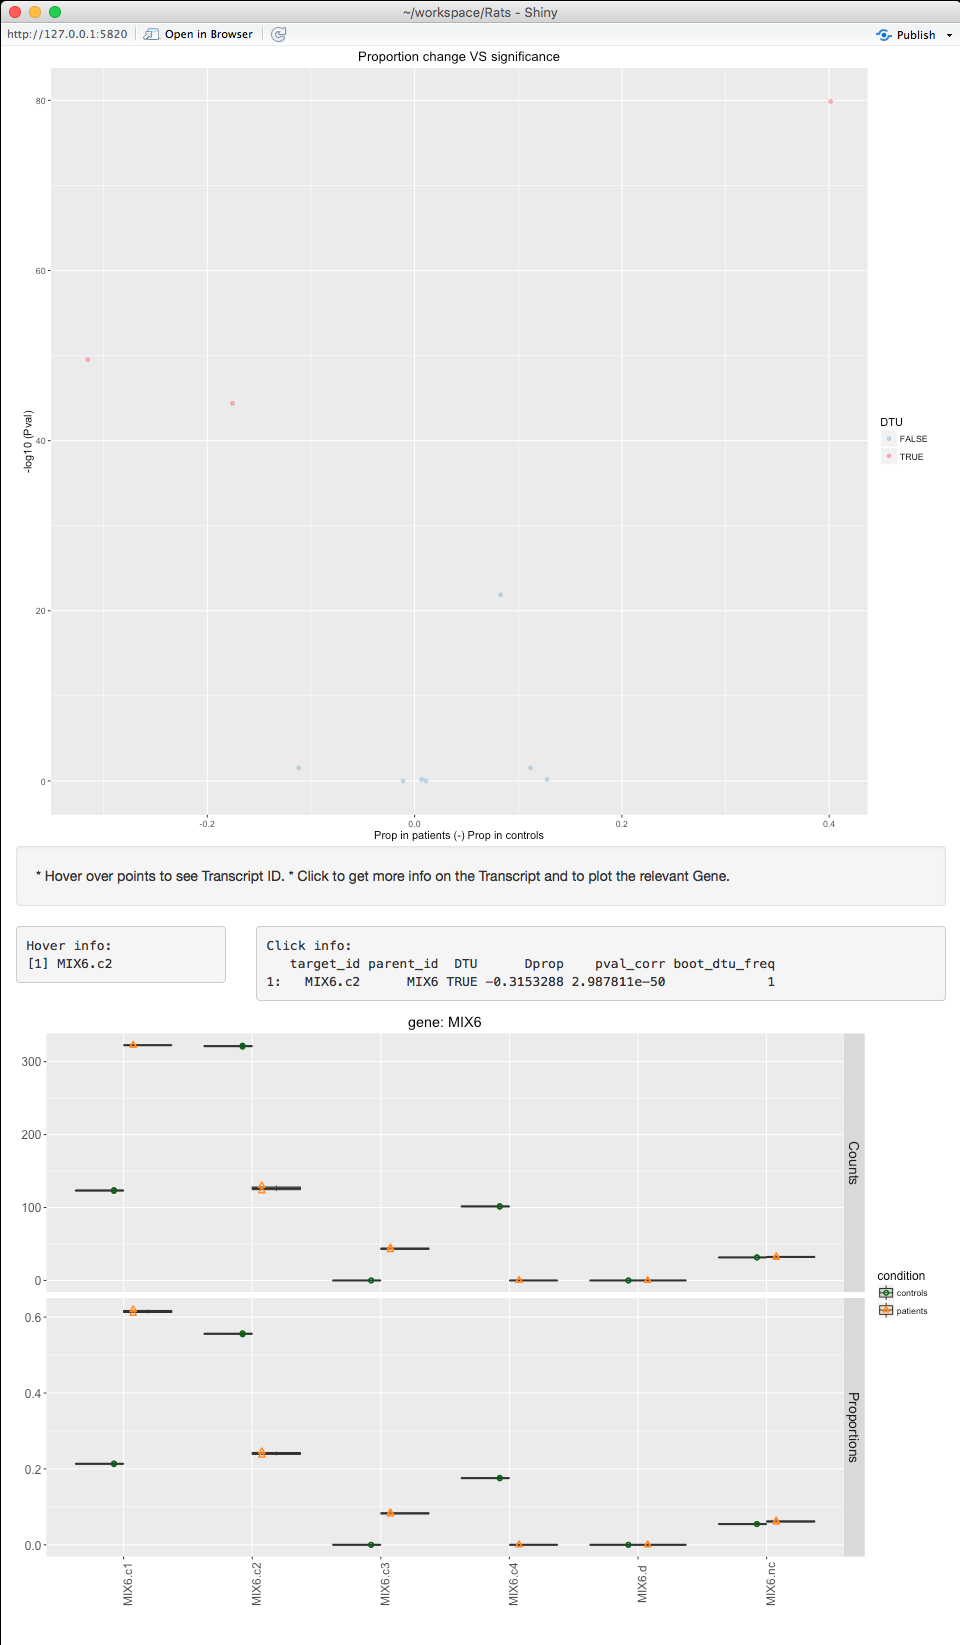 ~/workspace/Rats - Shiny
http://127.0.0.1:5820
Open in Browser
Publish
Proportion change VS significance
80
60
40
20
0
-log10 (Pval)
-0.2
0.0
0.2
0.4
Prop in patients (-) Prop in controls
DTU
FALSE
TRUE
* Hover over points to see Transcript ID. * Click to get more info on the Transcript and to plot the relevant Gene.
Hover info:
[1] MIX6.c2
Click info:
target_id parent_id DTU Dprop pval_corr boot_dtu_freq
1: MIX6.c2 MIX6 TRUE -0.3153288 2.987811e-50 1
gene: MIX6
300
200
100
0
Counts
0.6
0.4
0.2
0.0
Proportions
MIX6.c1
MIX6.c2
MIX6.c3
MIX6.c4
MIX6.d
MIX6.nc
condition
controls
patients